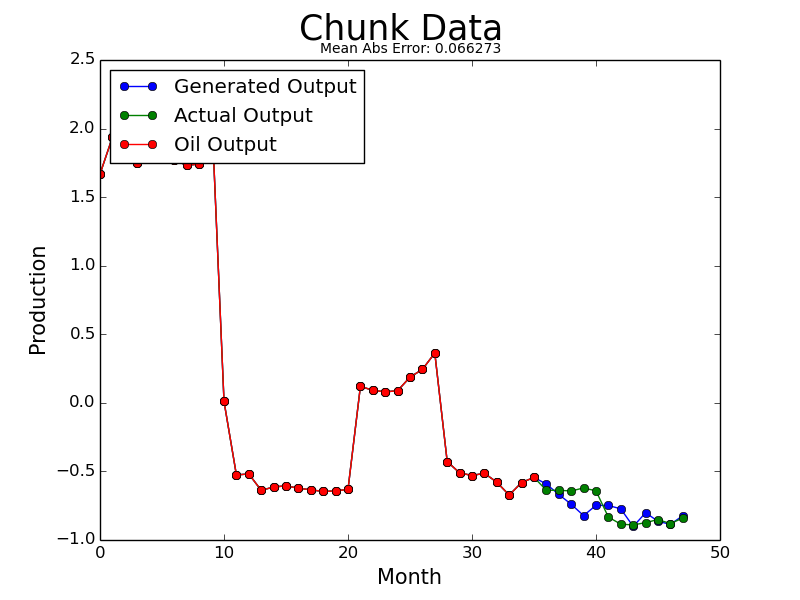 Chunk Data
Mean Abs Error: 0.066273
2.5
2.0
1.5
1.0
0.5
0.0
−0.5
−1.0
Production
Generated Output
Actual Output
Oil Output
0 10 20 30 40 50
Month